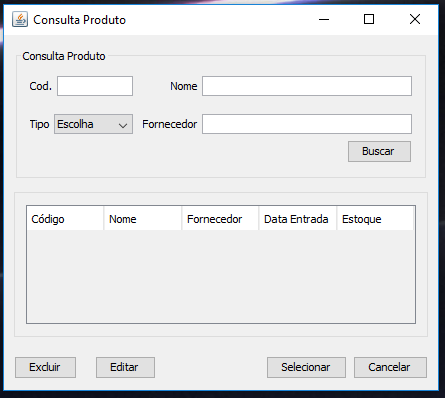 Consulta Produto
Consulta Produto
Cod. Nome
Tipo Escolha Fornecedor
Buscar
Código Nome Fornecedor Data Entrada Estoque
Excluir Editar Selecionar Cancelar